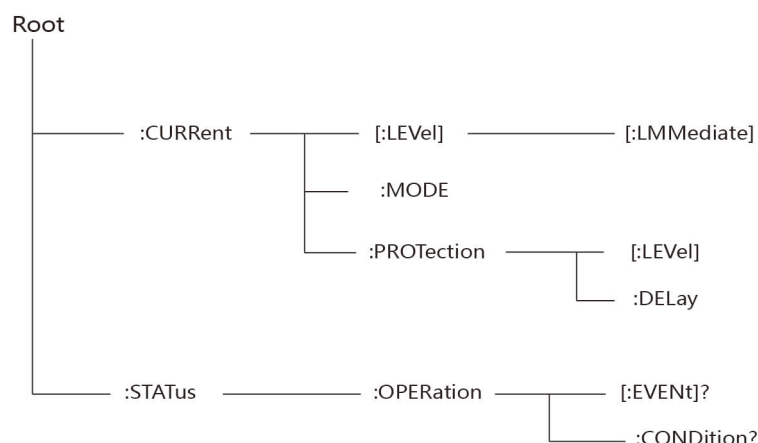 Root
:CURRent [:LEVel] [:LMMediate]
:MODE
:PROTection [:LEVel]
:DELay
:STATus :OPERation [:EVENt]?
:CONDition?